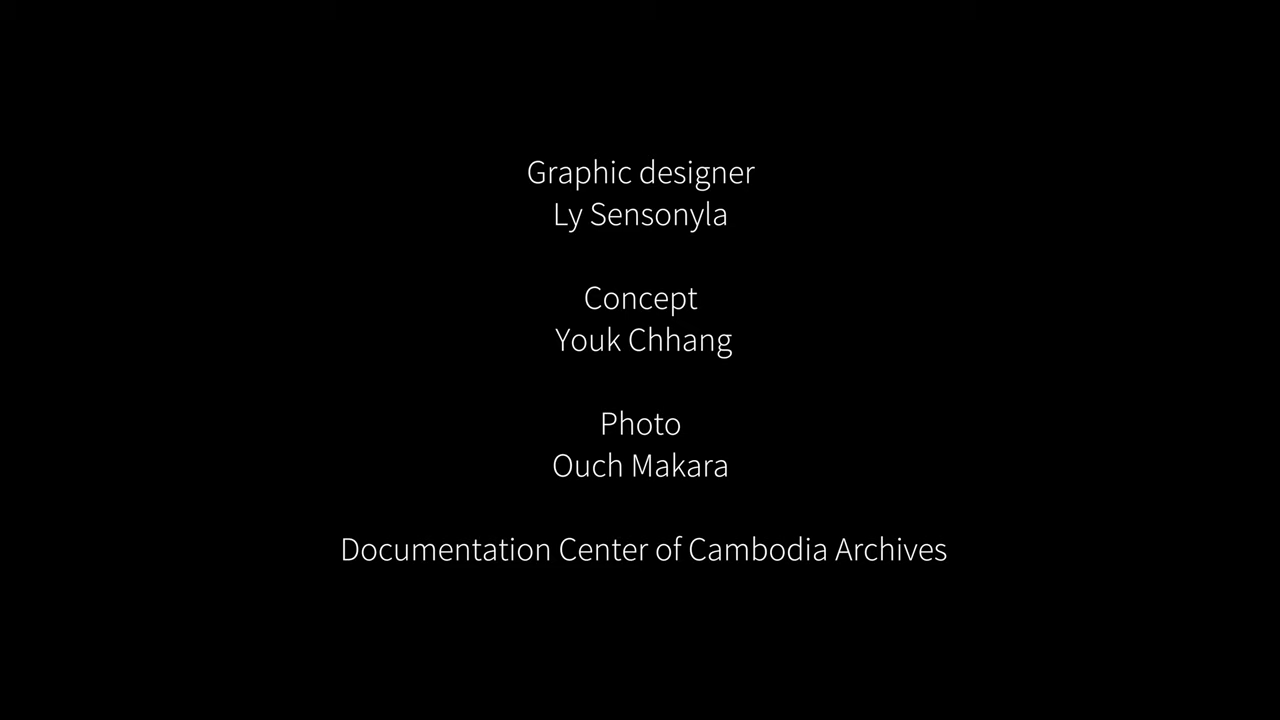 Graphic designer
Ly Sensonyla
Concept
Youk Chhang
Photo
Ouch Makara
Documentation Center of Cambodia Archives